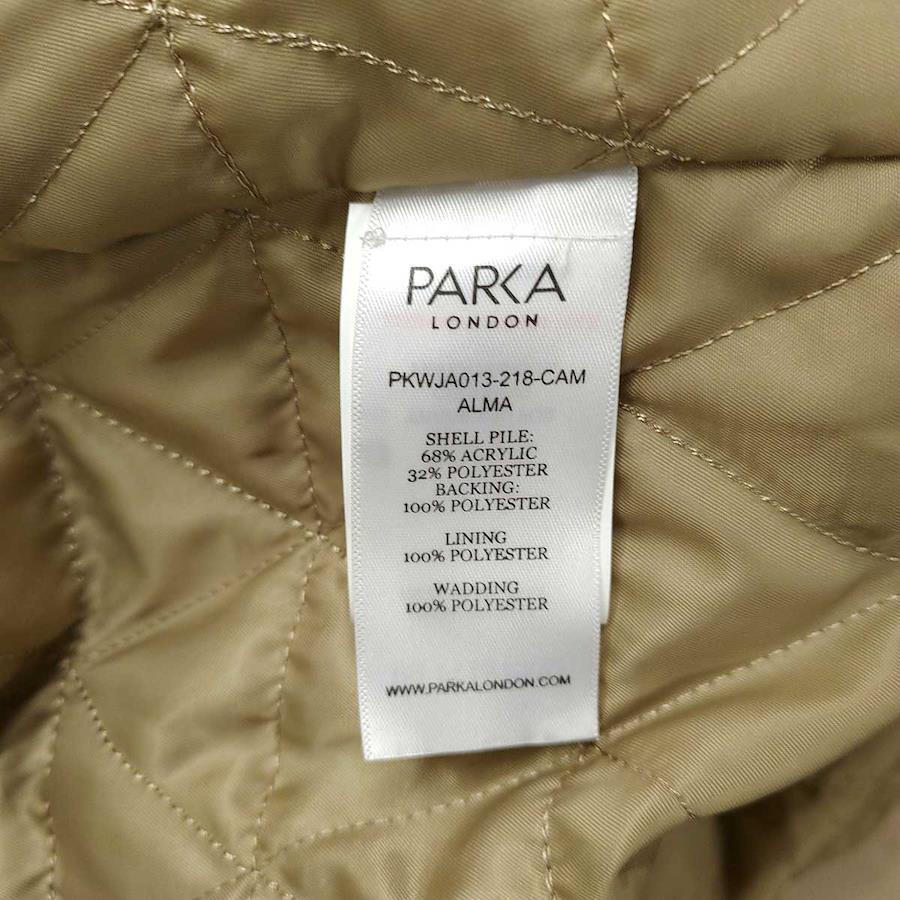 PARKA
LONDON
PKWJA013-218-CAM
ALMA
SHELL PILE:
68% ACRYLIC
32% POLYESTER
BACKING:
100% POLYESTER
LINING
100% POLYESTER
WADDING
100% POLYESTER
WWW.PARKALONDON.COM